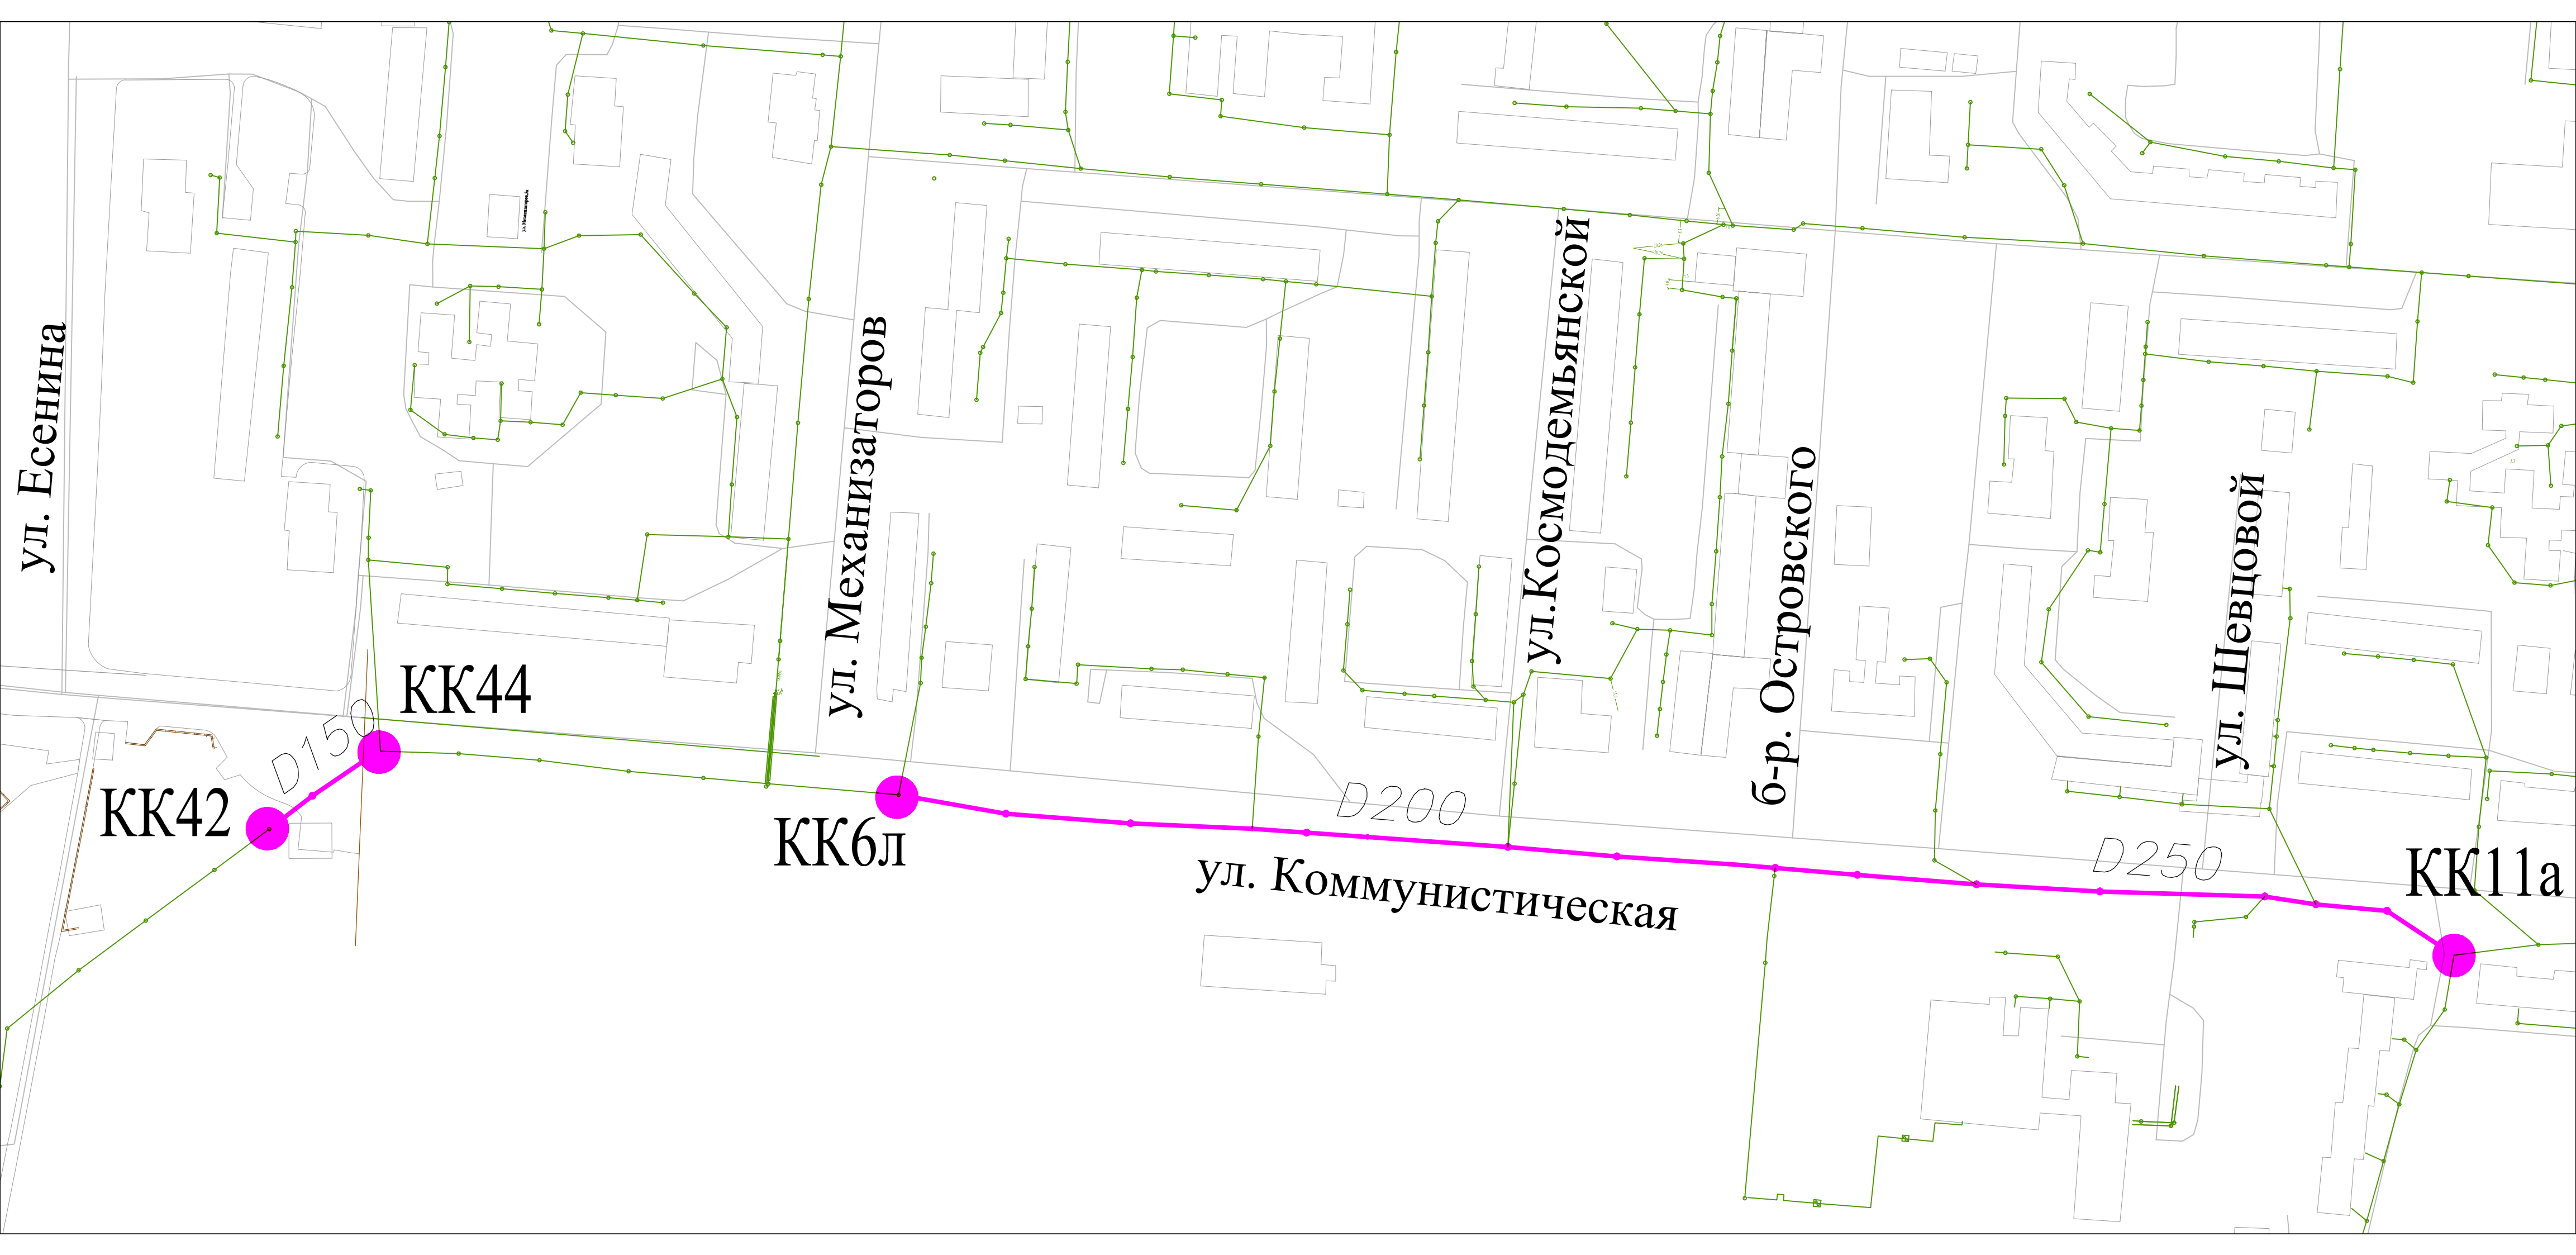 ул. Есенина
ул. Механизаторов
ул.Космодемьянской
б-р. Островского
ул. Шевцовой
КК44
D150
КК42
КК6л
D200
ул. Коммунистическая
D250
КК11а